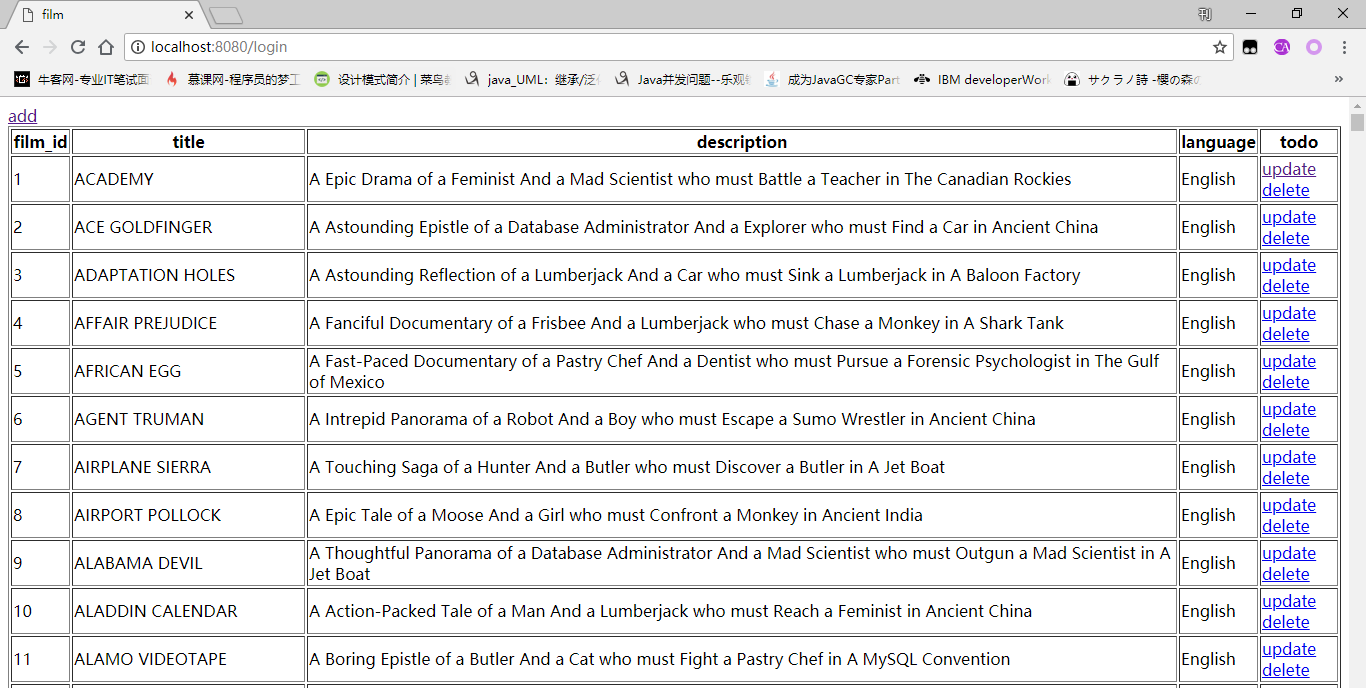 film
localhost:8080/login
牛客网-专业IT笔试面
慕课网-程序员的梦工
设计模式简介 | 菜鸟
java_UML：继承/泛
Java并发问题--乐观
成为JavaGC专家Part
IBM developerWork
サクラノ詩 -櫻の森の
»
add
film_id title description language todo
1 ACADEMY A Epic Drama of a Feminist And a Mad Scientist who must Battle a Teacher in The Canadian Rockies English update
delete
2 ACE GOLDFINGER A Astounding Epistle of a Database Administrator And a Explorer who must Find a Car in Ancient China English update
delete
3 ADAPTATION HOLES A Astounding Reflection of a Lumberjack And a Car who must Sink a Lumberjack in A Baloon Factory English update
delete
4 AFFAIR PREJUDICE A Fanciful Documentary of a Frisbee And a Lumberjack who must Chase a Monkey in A Shark Tank English update
delete
5 AFRICAN EGG A Fast-Paced Documentary of a Pastry Chef And a Dentist who must Pursue a Forensic Psychologist in The Gulf
of Mexico English update
delete
6 AGENT TRUMAN A Intrepid Panorama of a Robot And a Boy who must Escape a Sumo Wrestler in Ancient China English update
delete
7 AIRPLANE SIERRA A Touching Saga of a Hunter And a Butler who must Discover a Butler in A Jet Boat English update
delete
8 AIRPORT POLLOCK A Epic Tale of a Moose And a Girl who must Confront a Monkey in Ancient India English update
delete
9 ALABAMA DEVIL A Thoughtful Panorama of a Database Administrator And a Mad Scientist who must Outgun a Mad Scientist in A
Jet Boat English update
delete
10 ALADDIN CALENDAR A Action-Packed Tale of a Man And a Lumberjack who must Reach a Feminist in Ancient China English update
delete
11 ALAMO VIDEOTAPE A Boring Epistle of a Butler And a Cat who must Fight a Pastry Chef in A MySQL Convention English update
delete